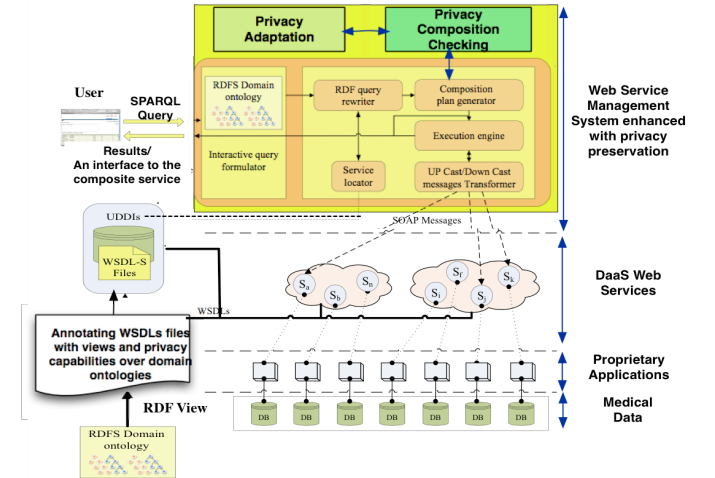 Privacy
Adaptation
Privacy
Composition
Checking
User
SPARQL
Query
Results/
An interface to the
composite service
RDFS Domain
ontology
Interactive query
formulator
RDF query
rewriter
Composition
plan generator
Execution engine
Service
locator
UP Cast/Down Cast
messages Transformer
Web Service
Management
System enhanced
with privacy
preservation
UDDIs
WSDL-S
Files
SOAP Messages
WSDLs
Sa
Sb
Sn
Si
Sr
Sj
Sk
DaaS Web
Services
Annotating WSDLs files
with views and privacy
capabilities over domain
ontologies
Proprietary
Applications
RDF View
DB
DB
DB
DB
DB
DB
DB
Medical
Data
RDFS Domain
ontology